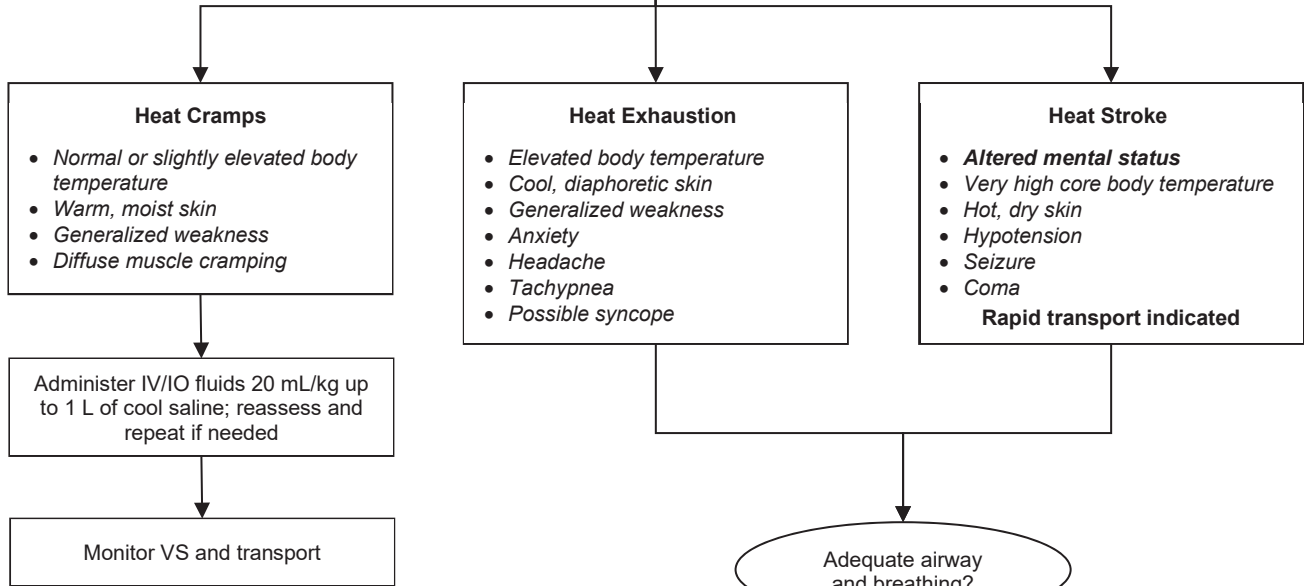 Heat Cramps
• Normal or slightly elevated body
temperature
• Warm, moist skin
• Generalized weakness
• Diffuse muscle cramping
Heat Exhaustion
• Elevated body temperature
• Cool, diaphoretic skin
• Generalized weakness
• Anxiety
• Headache
• Tachypnea
• Possible syncope
Heat Stroke
• Altered mental status
• Very high core body temperature
• Hot, dry skin
• Hypotension
• Seizure
• Coma
Rapid transport indicated
Administer IV/IO fluids 20 mL/kg up
to 1 L of cool saline; reassess and
repeat if needed
Monitor VS and transport
Adequate airway
and breathing?